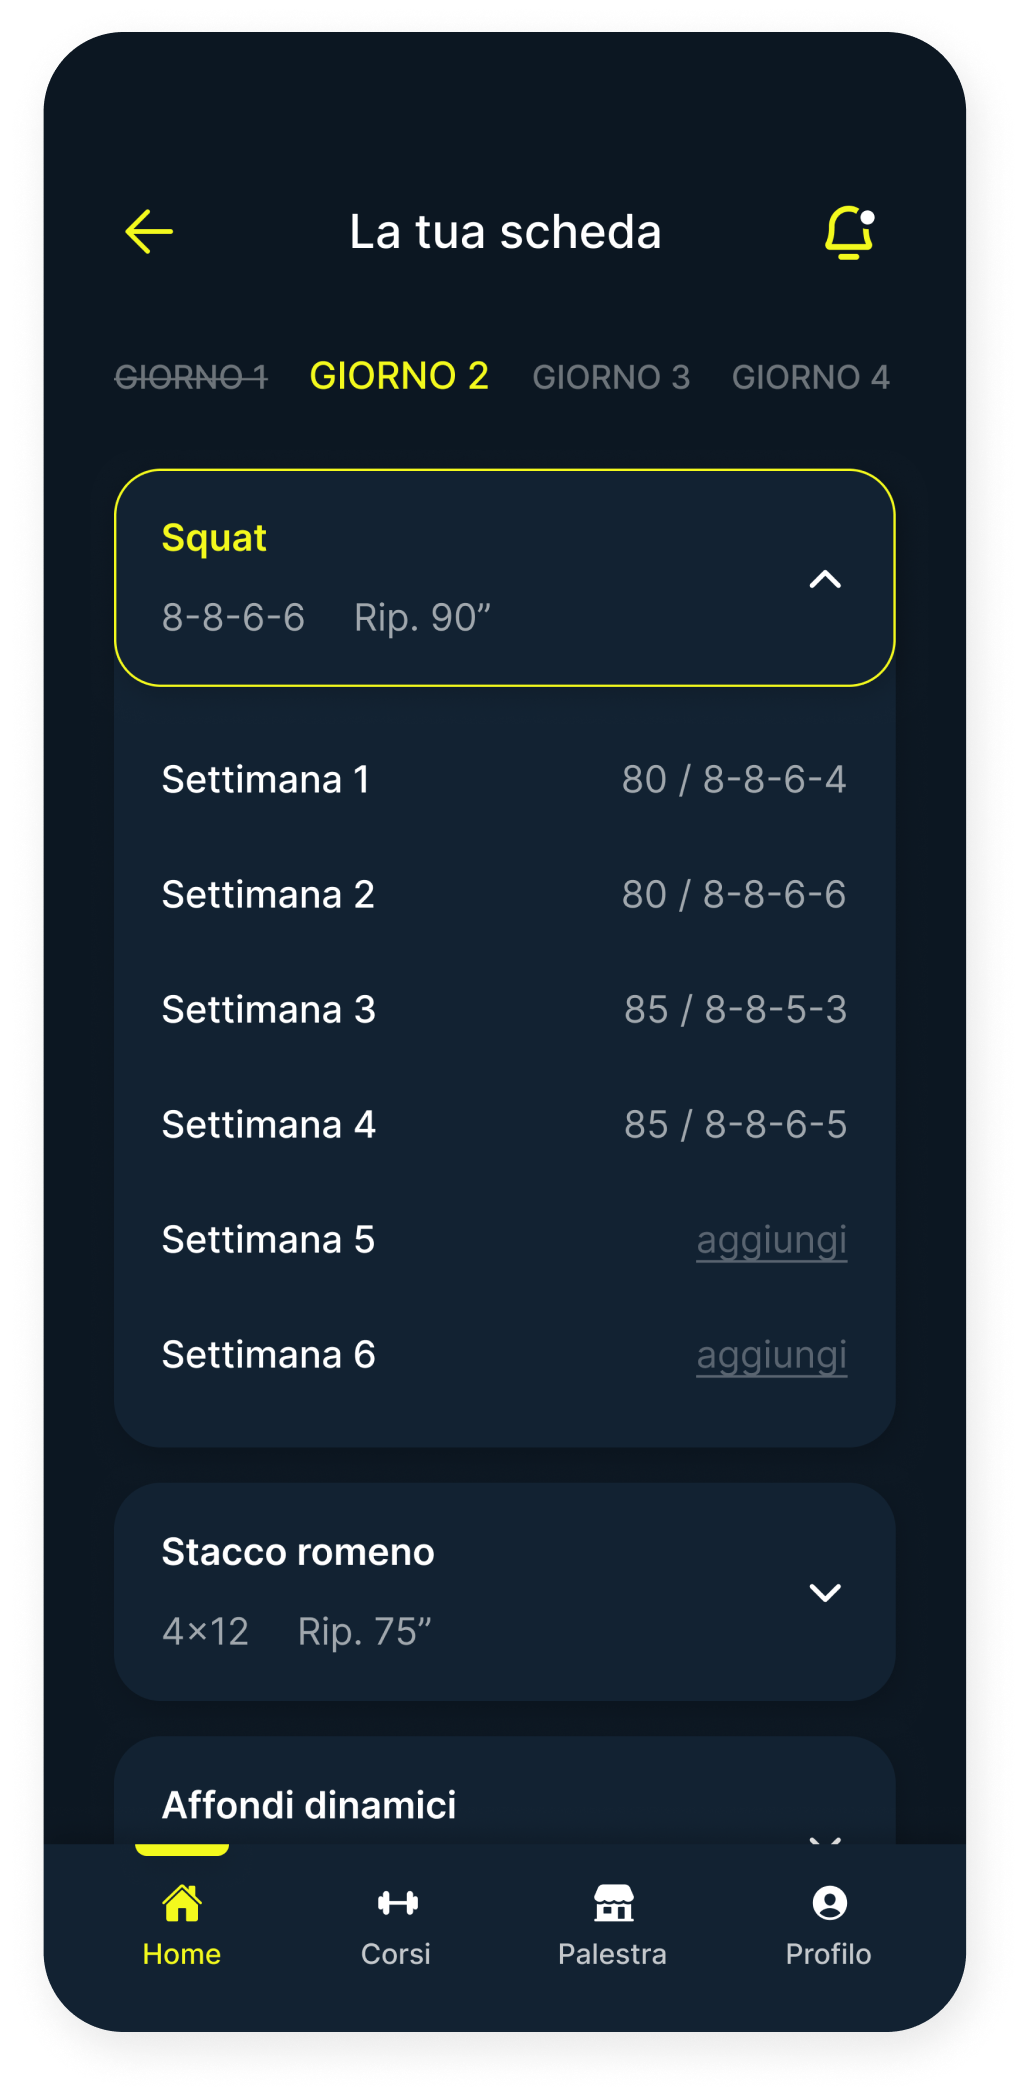 La tua scheda
GIORNO 1 GIORNO 2 GIORNO 3 GIORNO 4
Squat
8-8-6-6 Rip. 90”
Settimana 1 80 / 8-8-6-4
Settimana 2 80 / 8-8-6-6
Settimana 3 85 / 8-8-5-3
Settimana 4 85 / 8-8-6-5
Settimana 5 aggiungi
Settimana 6 aggiungi
Stacco romeno
4×12 Rip. 75”
Affondi dinamici
Home Corsi Palestra Profilo